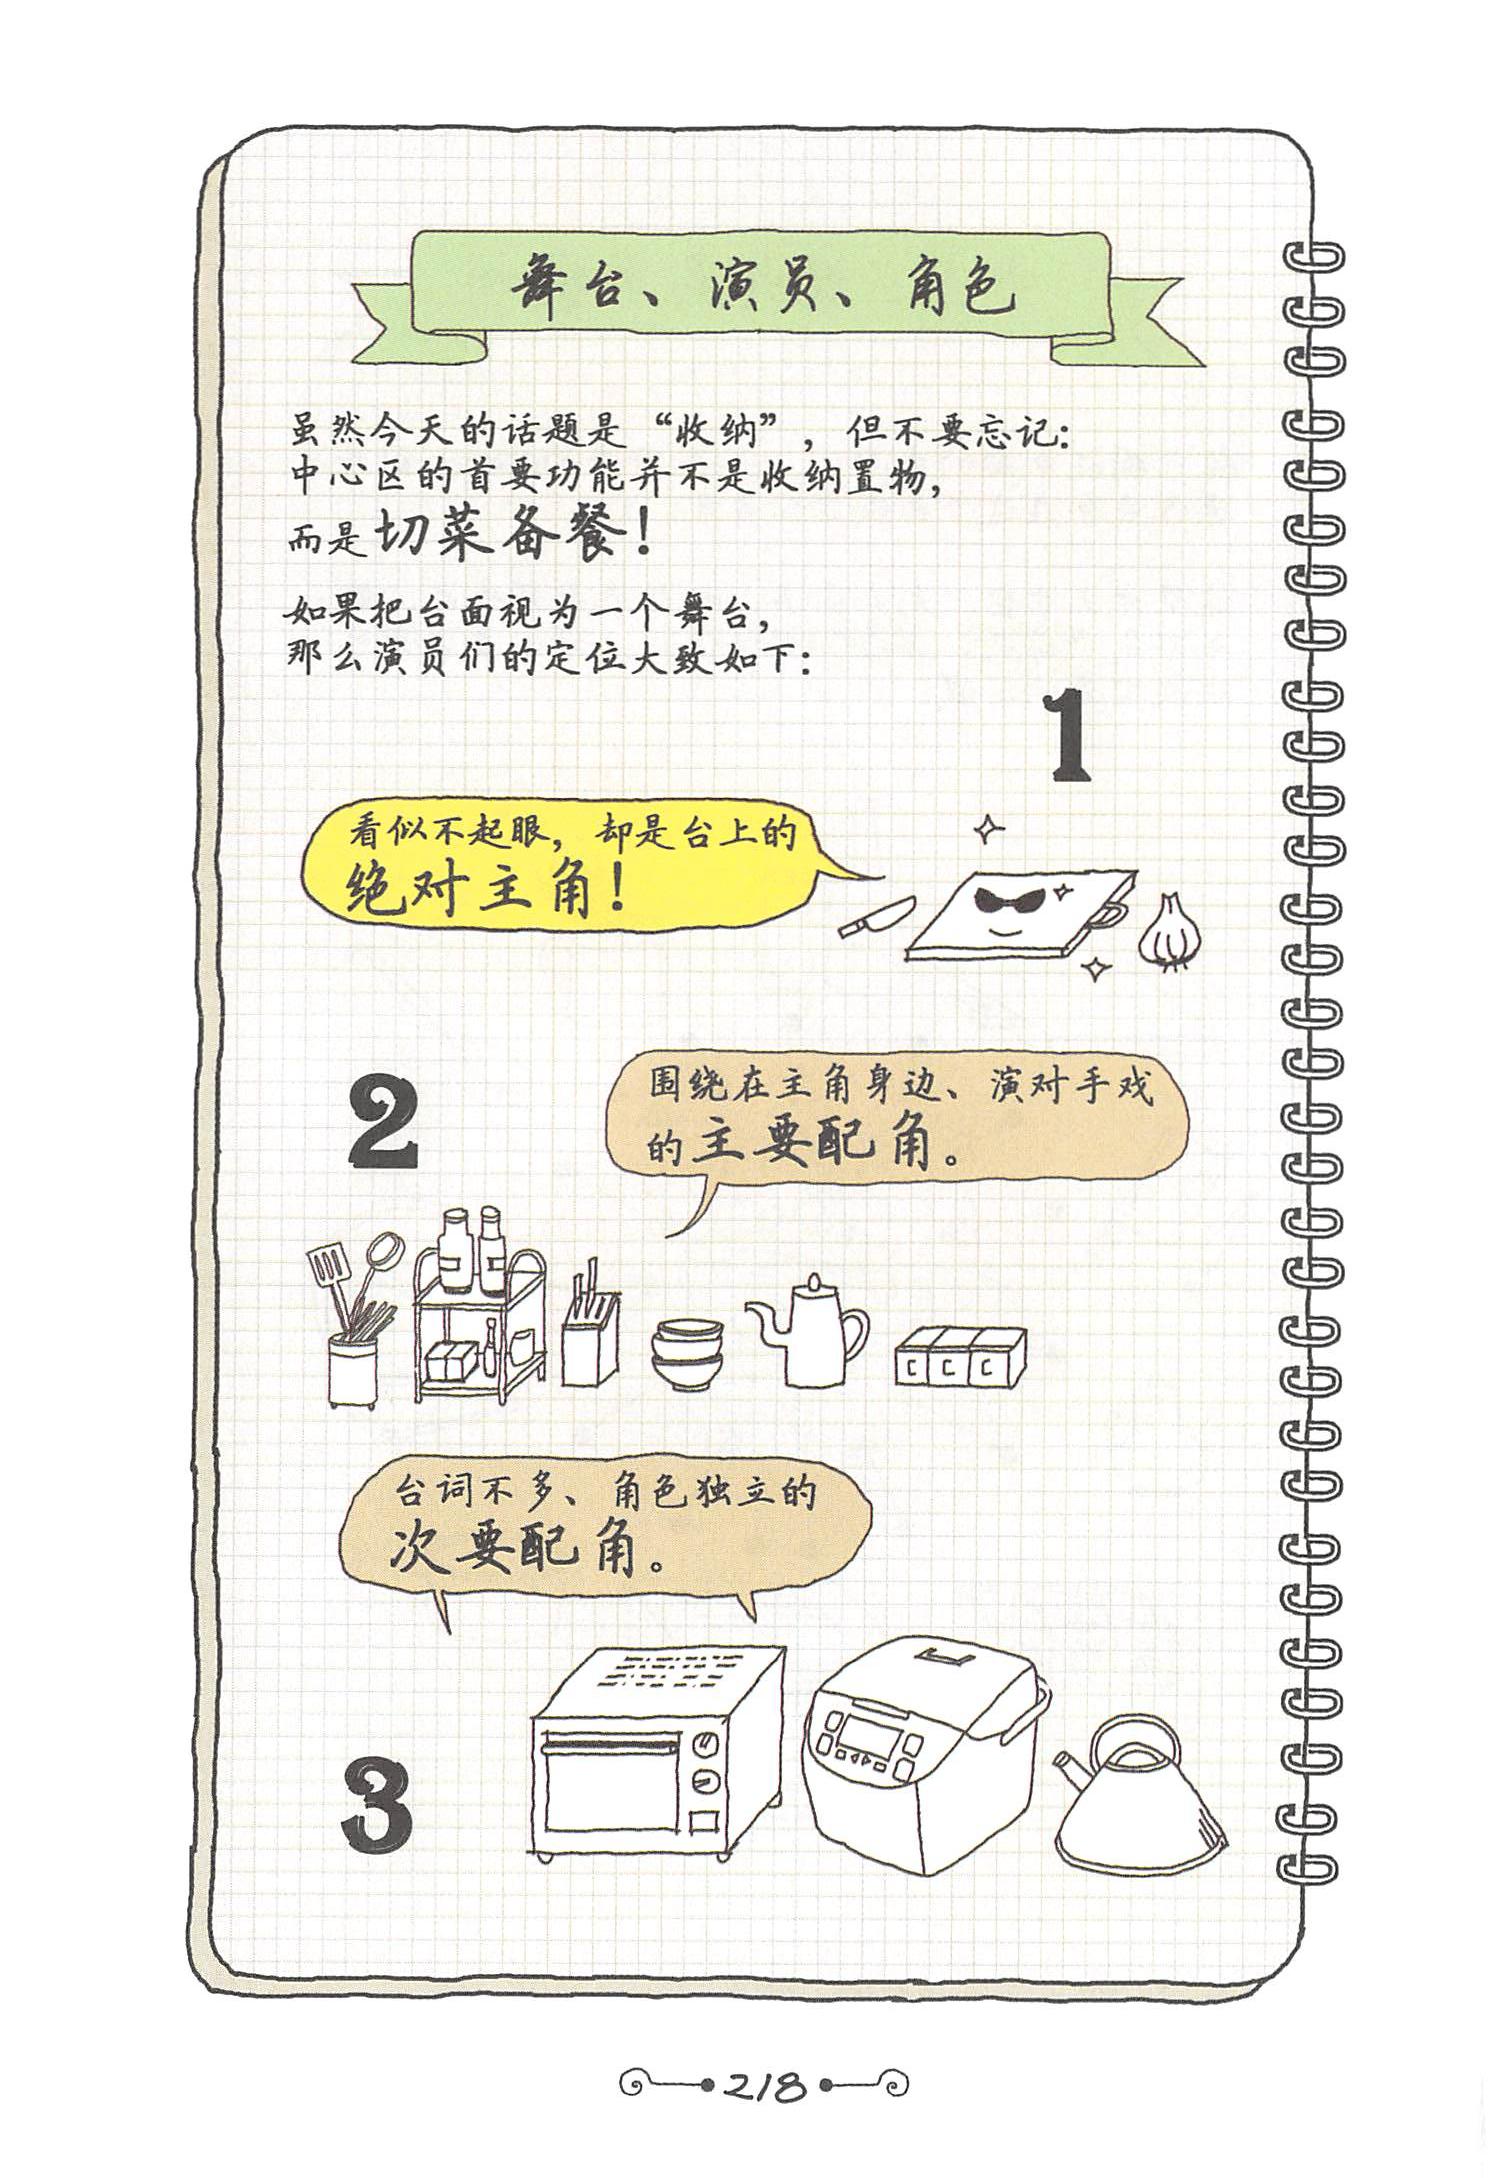 舞台、演员、角色
虽然今天的话题是“收纳”，但不要忘记：
中心区的首要功能并不是收纳置物，
而是切菜备餐！
如果把台面视为一个舞台，
那么演员们的定位大致如下：
1
看似不起眼，却是台上的
绝对主角！
2
围绕在主角身边、演对手戏
的主要配角。
台词不多、角色独立的
次要配角。
3
218